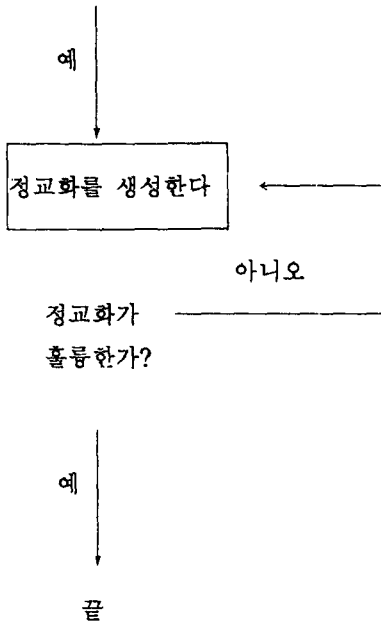 예
정교화를 생성한다
아니오
정교화가
훌륭한가?
예
끝